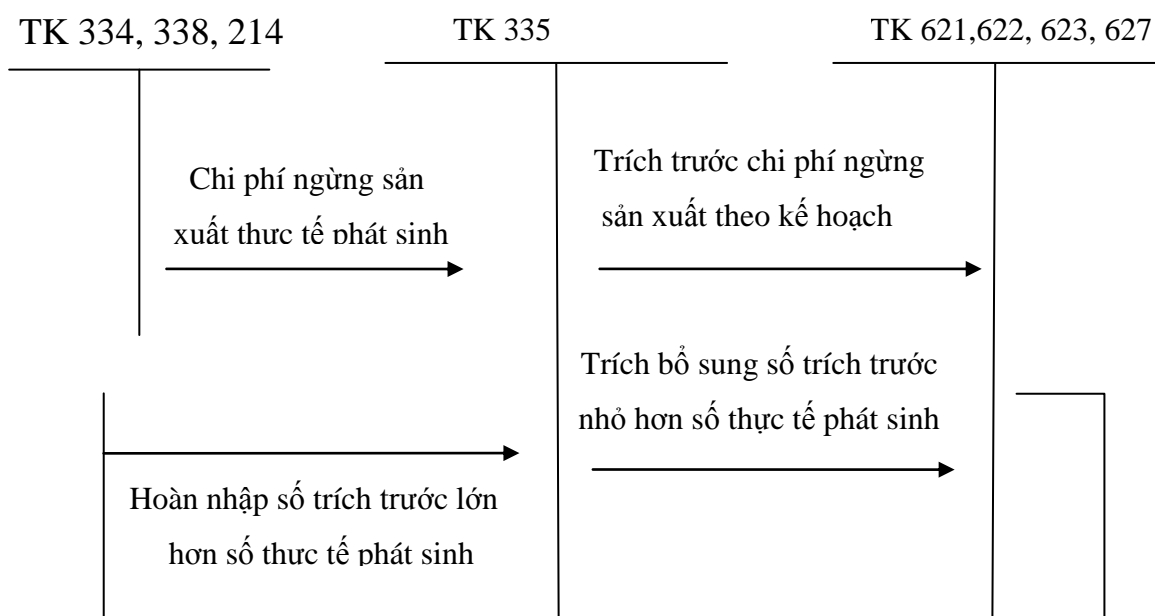 TK 334, 338, 214
TK 335
TK 621,622, 623, 627
Chi phí ngừng sản
xuất thực tế phát sinh
Trích trước chi phí ngừng
sản xuất theo kế hoạch
Trích bổ sung số trích trước
nhỏ hơn số thực tế phát sinh
Hoàn nhập số trích trước lớn
hơn số thực tế phát sinh